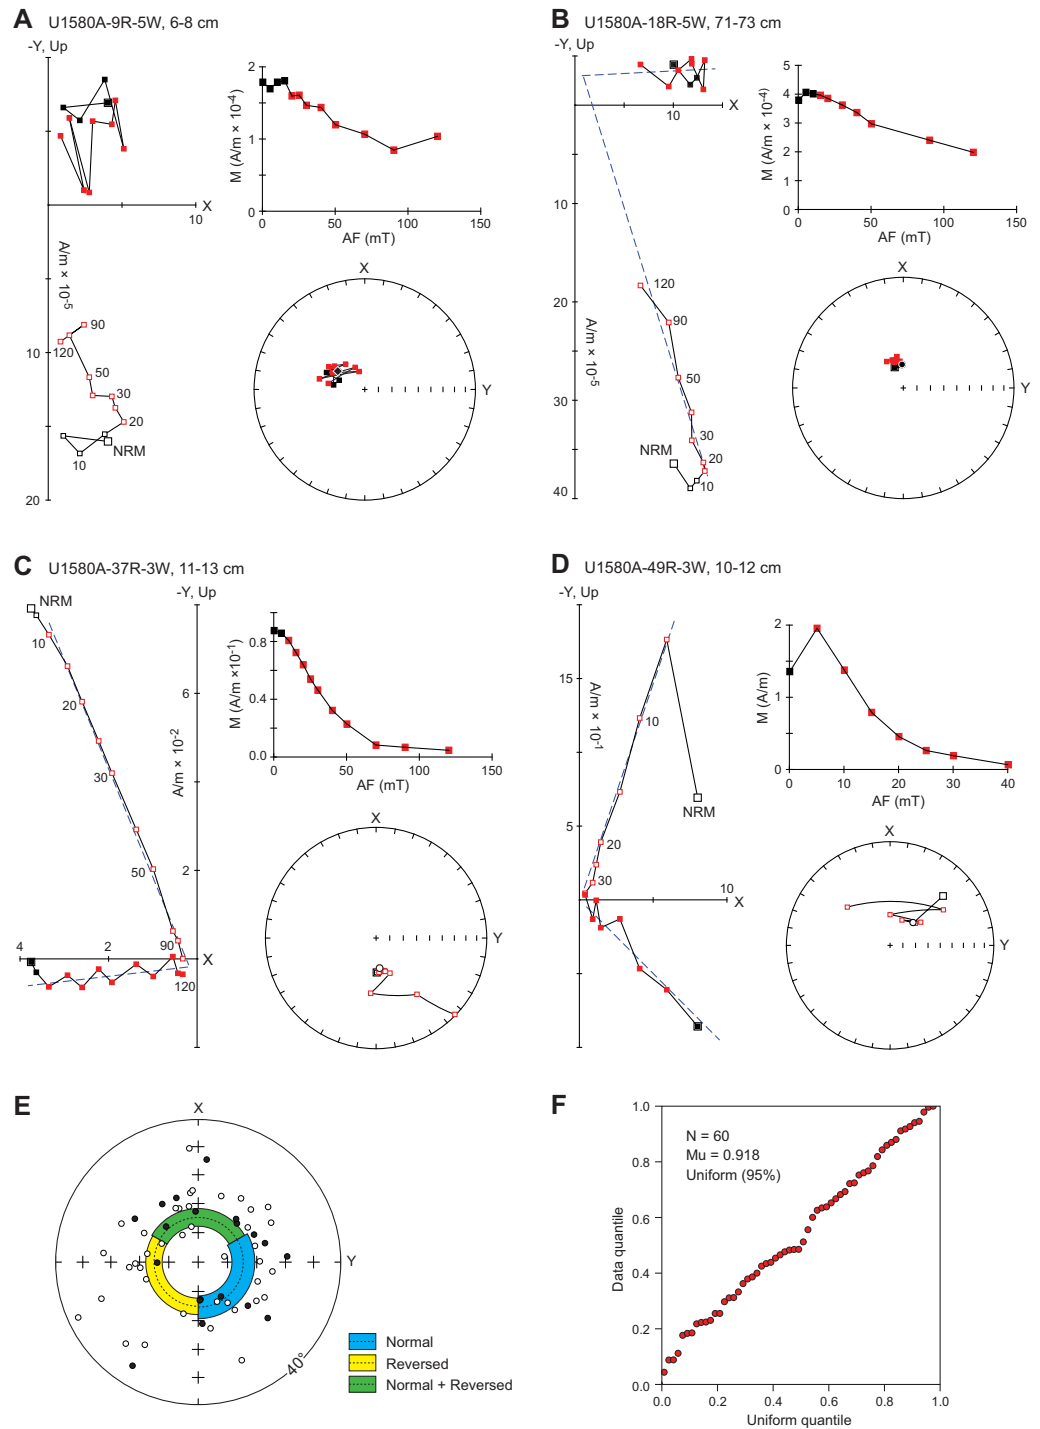 A U1580A-9R-5W, 6-8 cm
-Y, Up
X
10
A/m × 10-5
90
120
10
50
30
20
NRM
10
20
M (A/m × 10-4)
2
1
0
0
50
100
150
AF (mT)
X
Y
B U1580A-18R-5W, 71-73 cm
-Y, Up
X
10
10
120
20
90
A/m × 10-5
50
30
30
NRM
20
10
40
M (A/m × 10-4)
5
4
3
2
1
0
0
50
100
150
AF (mT)
X
Y
C U1580A-37R-3W, 11-13 cm
-Y, Up
NRM
10
6
20
A/m × 10-2
30
2
50
4
2
90
X
120
M (A/m ×10-1)
0.8
0.4
0.0
0
50
100
150
AF (mT)
X
Y
D U1580A-49R-3W, 10-12 cm
-Y, Up
15
A/m × 10-1
10
NRM
5
20
30
10
X
M (A/m)
2
1
0
0
10
20
30
40
AF (mT)
X
Y
E
X
Y
40°
Normal
Reversed
Normal + Reversed
F
N = 60
Mu = 0.918
Uniform (95%)
Data quantile
1.0
0.8
0.6
0.4
0.2
0.0
0.0
0.2
0.4
0.6
0.8
1.0
Uniform quantile